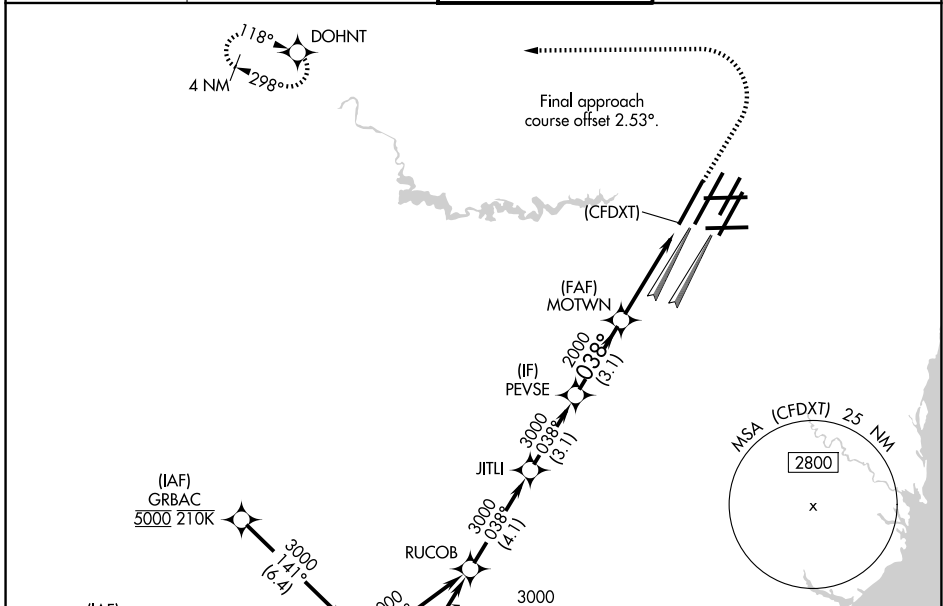 DOHNT
118°
298°
4 NM
Final approach
course offset 2.53°.
(CFDXT)
(FAF)
MOTWN
2000
038°
(3.1)
(IF)
PEVSE
3000
038°
(3.1)
JITLI
3000
038°
(4.1)
RUCOB
(IAF)
GRBAC
5000 210K
3000
141°
(6.4)
3000
MSA (CFDXT) 25 NM
2800
x